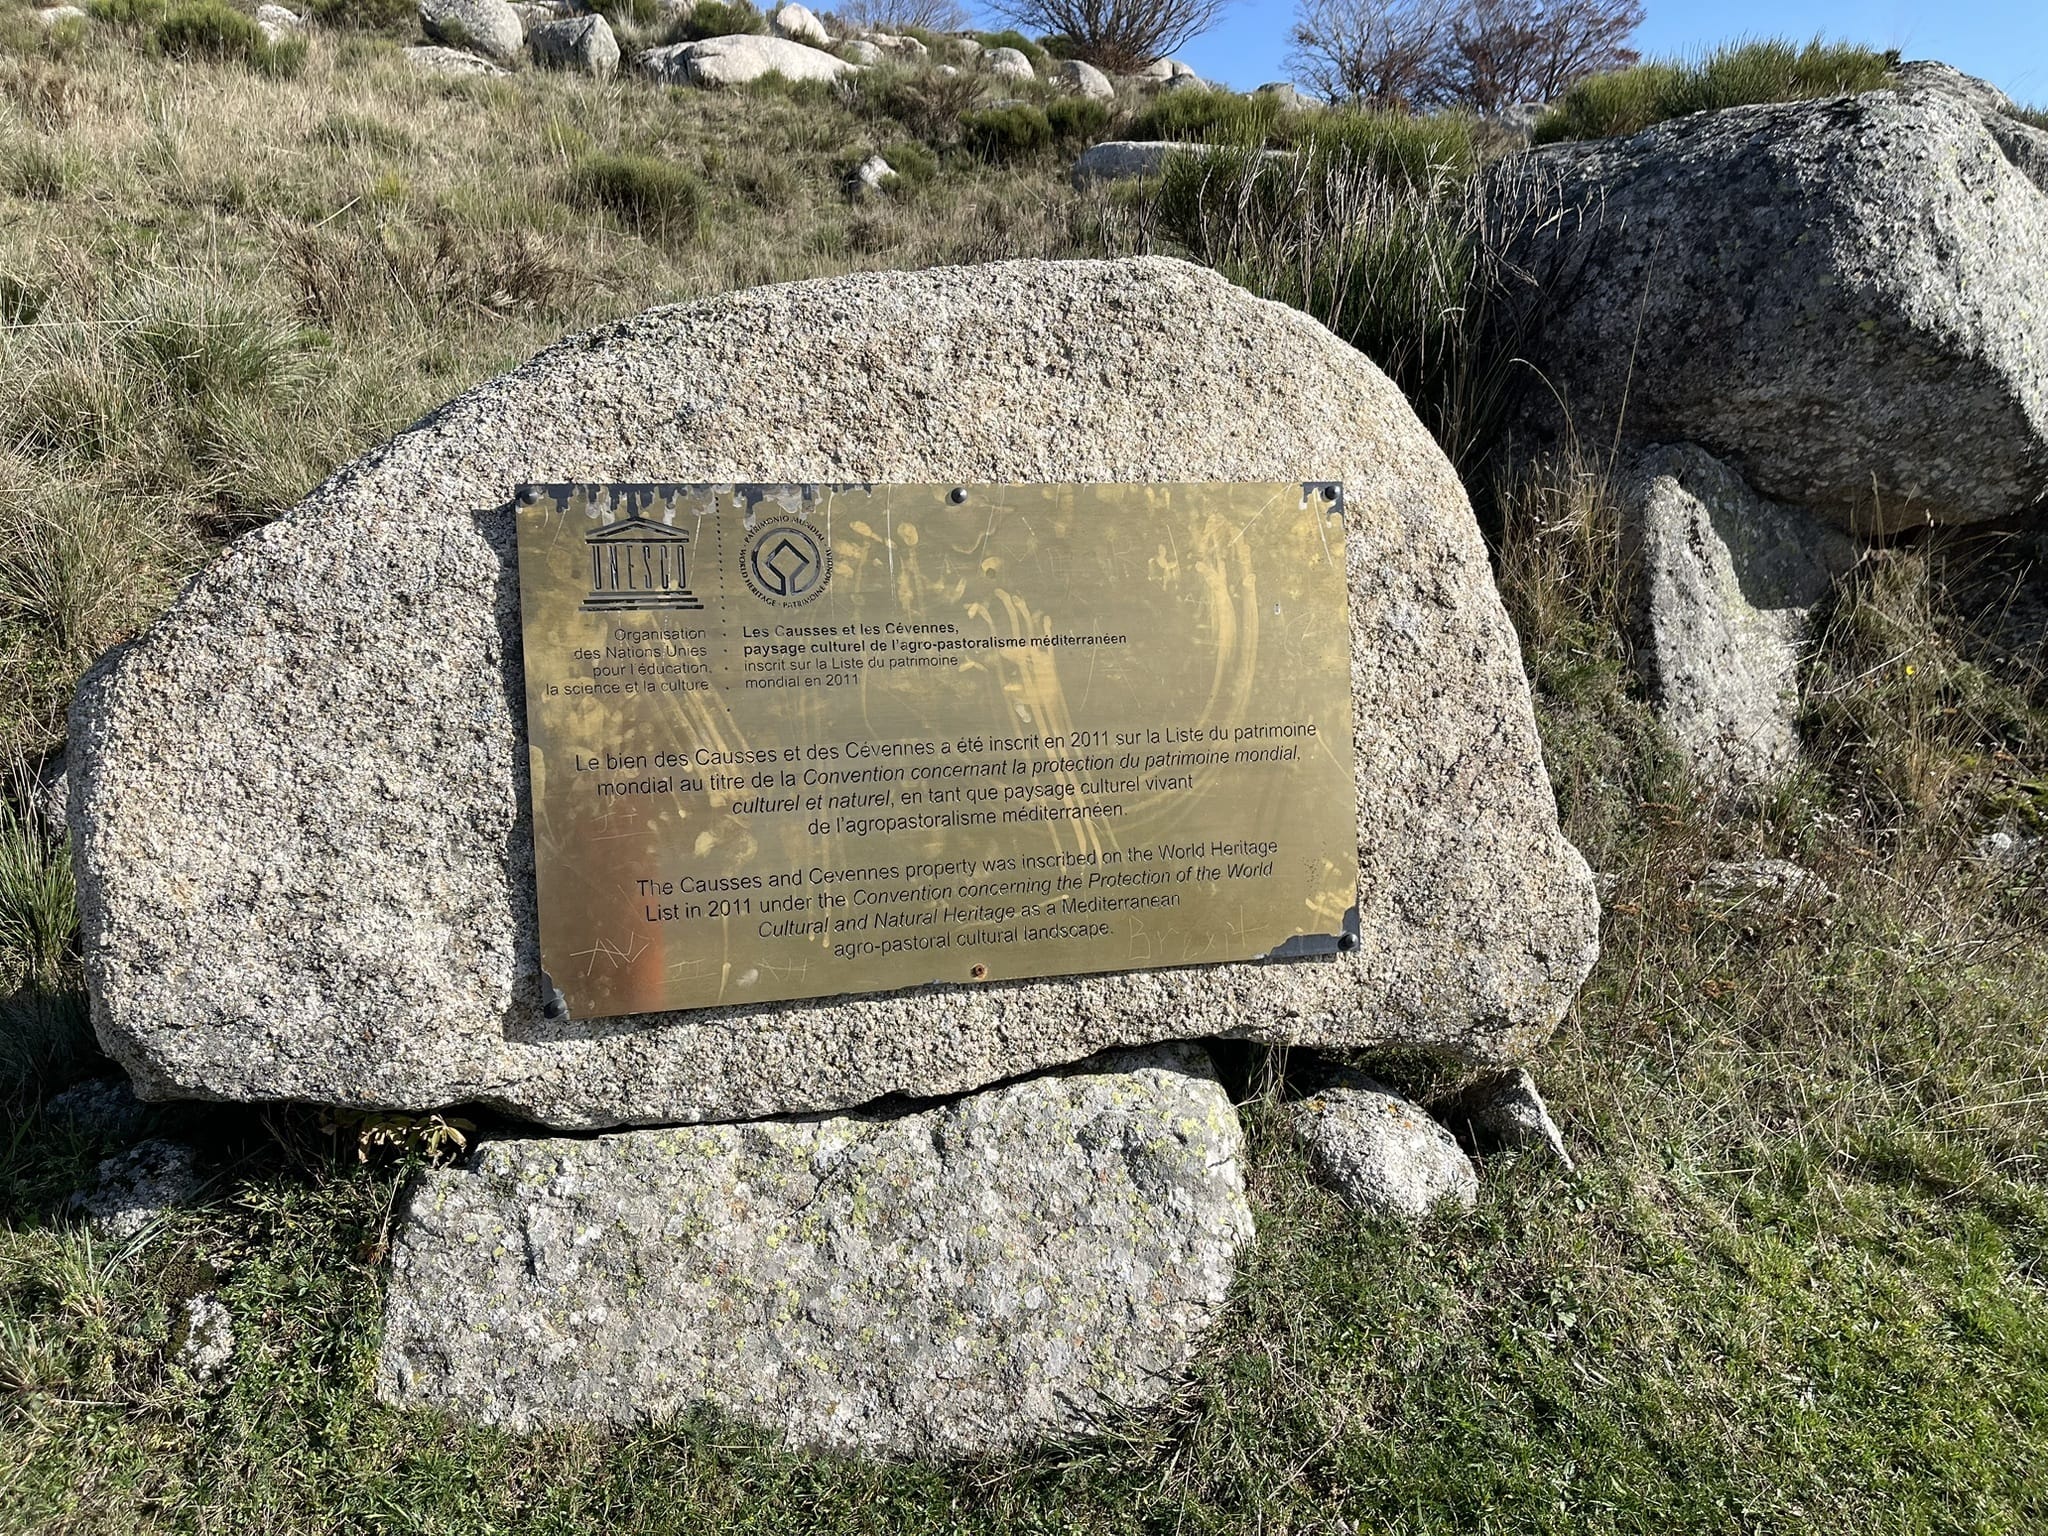 UNESCO
WORLD HERITAGE · PATRIMONIO MUNDIAL · PATRIMOINE MONDIAL
Organisation
des Nations Unies
pour l'éducation,
la science et la culture
Les Causses et les Cévennes,
paysage culturel de l'agro-pastoralisme méditerranéen
inscrit sur la Liste du patrimoine
mondial en 2011
Le bien des Causses et des Cévennes a été inscrit en 2011 sur la Liste du patrimoine
mondial au titre de la Convention concernant la protection du patrimoine mondial,
culturel et naturel, en tant que paysage culturel vivant
de l'agropastoralisme méditerranéen.
The Causses and Cevennes property was inscribed on the World Heritage
List in 2011 under the Convention concerning the Protection of the World
Cultural and Natural Heritage as a Mediterranean
agro-pastoral cultural landscape.